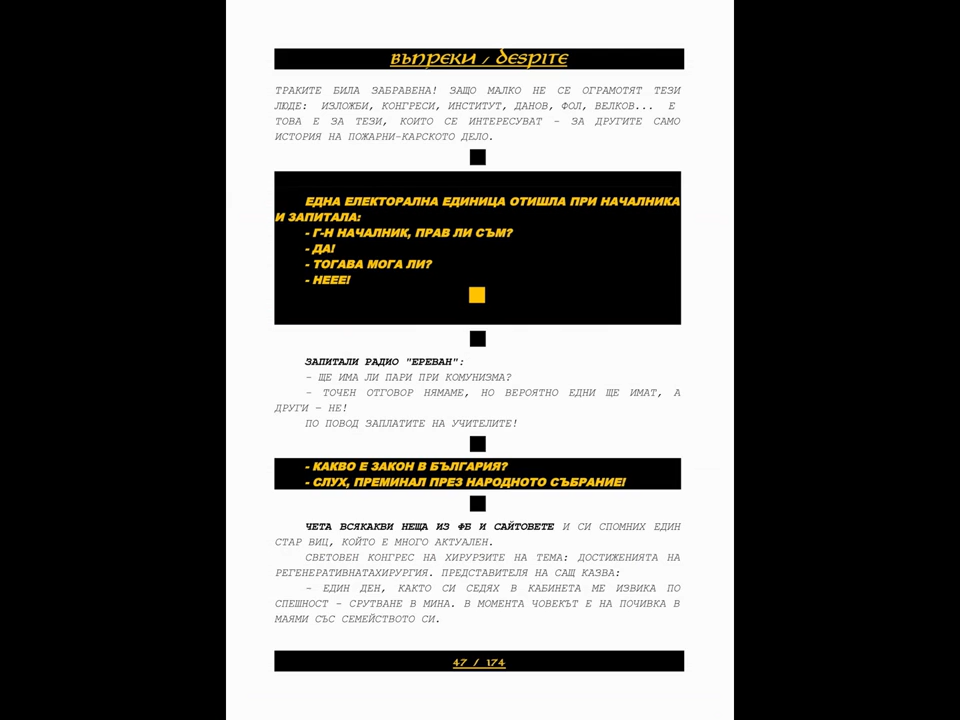 ВЪПРЕКИ / DESPITE
ТРАКИТЕ БИЛА ЗАБРАВЕНА! ЗАЩО МАЛКО НЕ СЕ ОГРАМОТЯТ ТЕЗИ
ЛЮДЕ: ИЗЛОЖБИ, КОНГРЕСИ, ИНСТИТУТ, ДАНОВ, ФОЛ, ВЕЛКОВ... Е
ТОВА Е ЗА ТЕЗИ, КОИТО СЕ ИНТЕРЕСУВАТ – ЗА ДРУГИТЕ САМО
ИСТОРИЯ НА ПОЖАРНИ-КАРСКОТО ДЕЛО.
ЕДНА ЕЛЕКТОРАЛНА ЕДИНИЦА ОТИШЛА ПРИ НАЧАЛНИКА
И ЗАПИТАЛА:
- Г-Н НАЧАЛНИК, ПРАВ ЛИ СЪМ?
- ДА!
- ТОГАВА МОГА ЛИ?
- НЕЕЕ!
ЗАПИТАЛИ РАДИО "ЕРЕВАН":
– ЩЕ ИМА ЛИ ПАРИ ПРИ КОМУНИЗМА?
– ТОЧЕН ОТГОВОР НЯМАМЕ, НО ВЕРОЯТНО ЕДНИ ЩЕ ИМАТ, А
ДРУГИ – НЕ!
ПО ПОВОД ЗАПЛАТИТЕ НА УЧИТЕЛИТЕ!
- КАКВО Е ЗАКОН В БЪЛГАРИЯ?
- СЛУХ, ПРЕМИНАЛ ПРЕЗ НАРОДНОТО СЪБРАНИЕ!
ЧЕТА ВСЯКАКВИ НЕЩА ИЗ ФБ И САЙТОВЕТЕ И СИ СПОМНИХ ЕДИН
СТАР ВИЦ, КОЙТО Е МНОГО АКТУАЛЕН.
СВЕТОВЕН КОНГРЕС НА ХИРУРЗИТЕ НА ТЕМА: ДОСТИЖЕНИЯТА НА
РЕГЕНЕРАТИВНАТАХИРУРГИЯ. ПРЕДСТАВИТЕЛЯ НА САЩ КАЗВА:
– ЕДИН ДЕН, КАКТО СИ СЕДЯХ В КАБИНЕТА МЕ ИЗВИКА ПО
СПЕШНОСТ – СРУТВАНЕ В МИНА. В МОМЕНТА ЧОВЕКЪТ Е НА ПОЧИВКА В
МАЯМИ СЪС СЕМЕЙСТВОТО СИ.
47 / 174